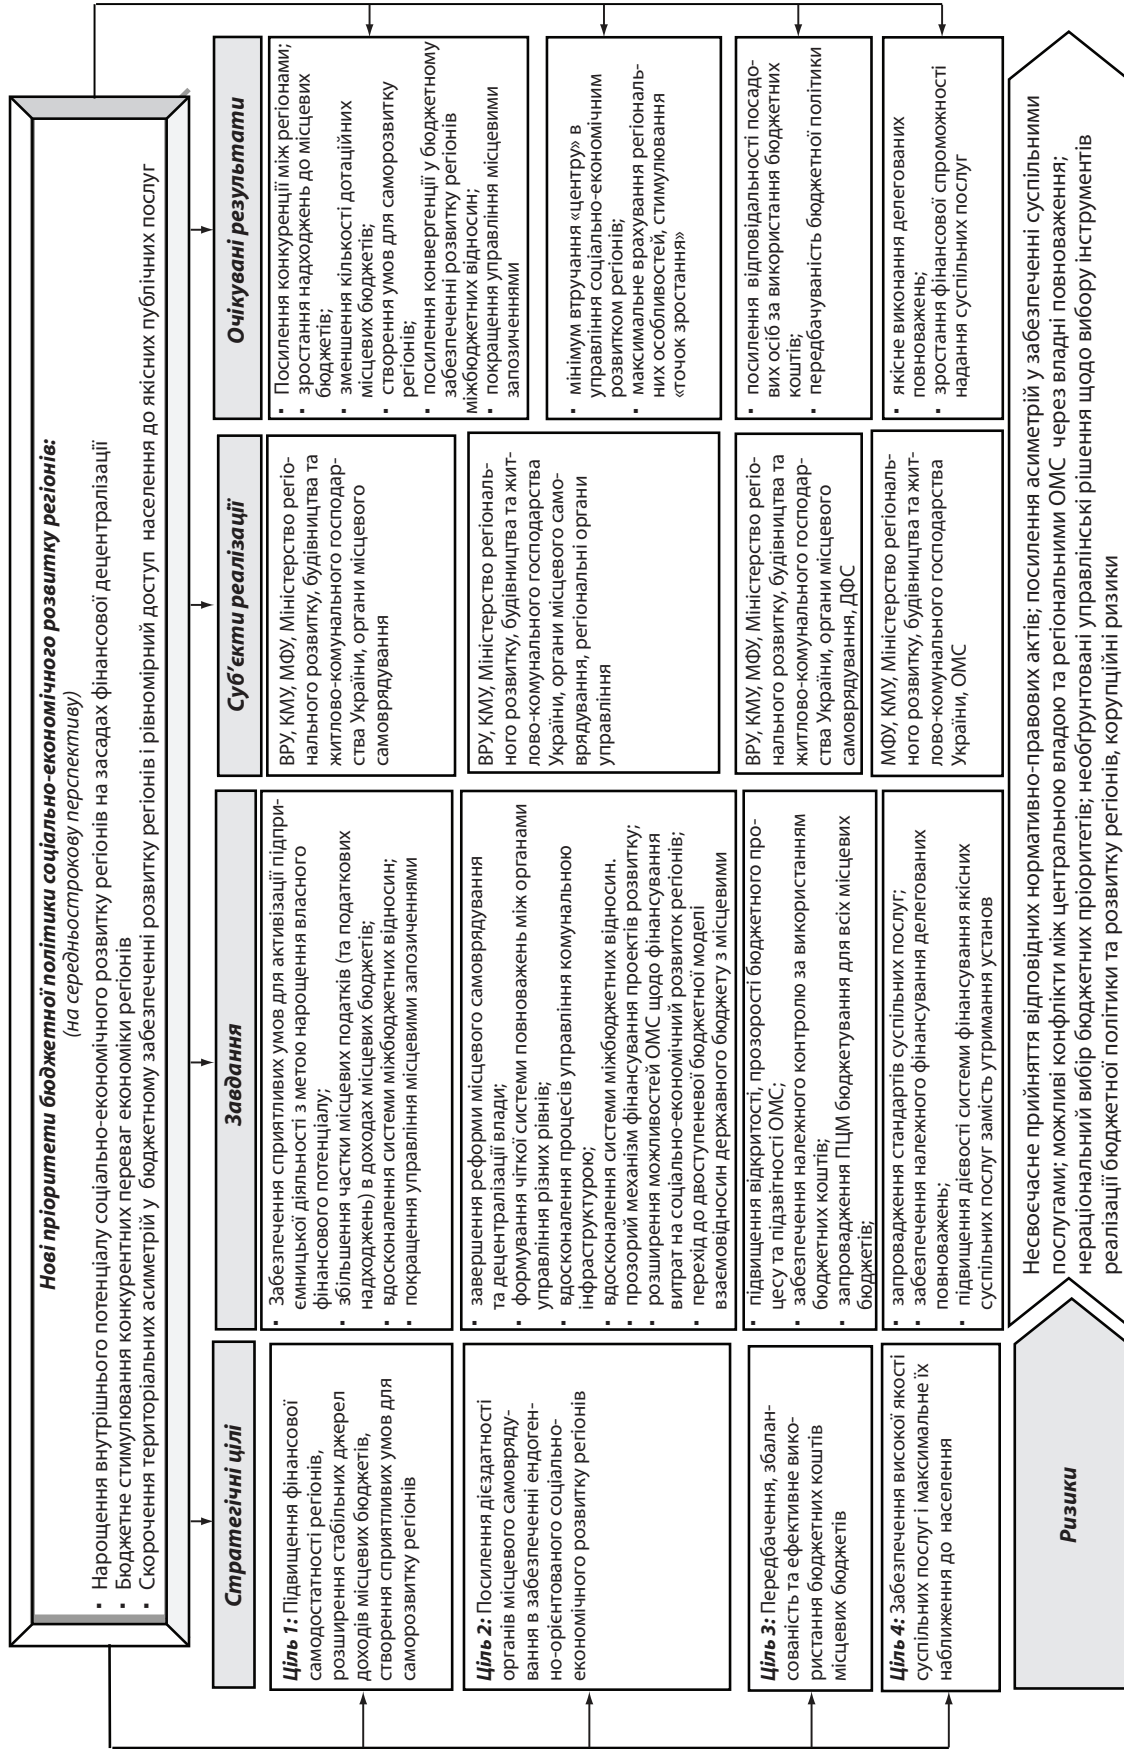 Нові пріоритети бюджетної політики соціально-економічного розвитку регіонів:
(на середньострокову перспективу)
▪ Нарощення внутрішнього потенціалу соціально-економічного розвитку регіонів на засадах фінансової децентралізації
▪ Бюджетне стимулювання конкурентних переваг економіки регіонів
▪ Скорочення територіальних асиметрій у бюджетному забезпеченні розвитку регіонів і рівномірний доступ населення до якісних публічних послуг
Стратегічні цілі
Завдання
Суб’єкти реалізації
Очікувані результати
Ціль 1: Підвищення фінансової
самодостатності регіонів,
розширення стабільних джерел
доходів місцевих бюджетів,
створення сприятливих умов для
саморозвитку регіонів
▪ Забезпечення сприятливих умов для активізації підпри-
ємницької діяльності з метою нарощення власного
фінансового потенціалу;
▪ збільшення частки місцевих податків (та податкових
надходжень) в доходах місцевих бюджетів;
▪ вдосконалення системи міжбюджетних відносин;
▪ покращення управління місцевими запозиченнями
ВРУ, КМУ, МФУ, Міністерство регіо-
нального розвитку, будівництва та
житлово-комунального господар-
ства України, органи місцевого
самоврядування
▪ Посилення конкуренції між регіонами;
▪ зростання надходжень до місцевих
бюджетів;
▪ зменшення кількості дотаційних
місцевих бюджетів;
▪ створення умов для саморозвитку
регіонів;
▪ посилення конвергенції у бюджетному
забезпеченні розвитку регіонів
міжбюджетних відносин;
▪ покращення управління місцевими
запозиченнями
Ціль 2: Посилення дієздатності
органів місцевого самовряду-
вання в забезпеченні ендоген-
но-орієнтованого соціально-
економічного розвитку регіонів
▪ завершення реформи місцевого самоврядування
та децентралізації влади;
▪ формування чіткої системи повноважень між органами
управління різних рівнів;
▪ вдосконалення процесів управління комунальною
інфраструктурою;
▪ вдосконалення системи міжбюджетних відносин.
▪ прозорий механізм фінансування проектів розвитку;
▪ розширення можливостей ОМС щодо фінансування
витрат на соціально-економічний розвиток регіонів;
▪ перехід до двоступеневої бюджетної моделі
взаємовідносин державного бюджету з місцевими
ВРУ, КМУ, Міністерство регіональ-
ного розвитку, будівництва та жит-
лово-комунального господарства
України, органи місцевого само-
врядування, регіональні органи
управління
▪ мінімум втручання «центру» в
управління соціально-економічним
розвитком регіонів;
▪ максимальне врахування регіональ-
них особливостей, стимулювання
«точок зростання»
Ціль 3: Передбачення, збалан-
сованість та ефективне вико-
ристання бюджетних коштів
місцевих бюджетів
▪ підвищення відкритості, прозорості бюджетного про-
цесу та підзвітності ОМС;
▪ забезпечення належного контролю за використанням
бюджетних коштів;
▪ запровадження ПЦМ бюджетування для всіх місцевих
бюджетів;
ВРУ, КМУ, МФУ, Міністерство регіо-
нального розвитку, будівництва та
житлово-комунального господар-
ства України, органи місцевого
самоврядування, ДФС
▪ посилення відповідальності посадо-
вих осіб за використання бюджетних
коштів;
▪ передбачуваність бюджетної політики
Ціль 4: Забезпечення високої якості
суспільних послуг і максимальне їх
наближення до населення
▪ запровадження стандартів суспільних послуг;
▪ забезпечення належного фінансування делегованих
повноважень;
▪ підвищення дієвості системи фінансування якісних
суспільних послуг замість утримання установ
МФУ, КМУ, Міністерство регіональ-
ного розвитку, будівництва та жит-
лово-комунального господарства
України, ОМС
▪ якісне виконання делегованих
повноважень;
▪ зростання фінансової спроможності
надання суспільних послуг
Ризики
Несвоєчасне прийняття відповідних нормативно-правових актів; посилення асиметрій у забезпеченні суспільними
послугами; можливі конфлікти між центральною владою та регіональними ОМС через владні повноваження;
нераціональний вибір бюджетних пріоритетів; необґрунтовані управлінські рішення щодо вибору інструментів
реалізації бюджетної політики та розвитку регіонів, корупційні ризики